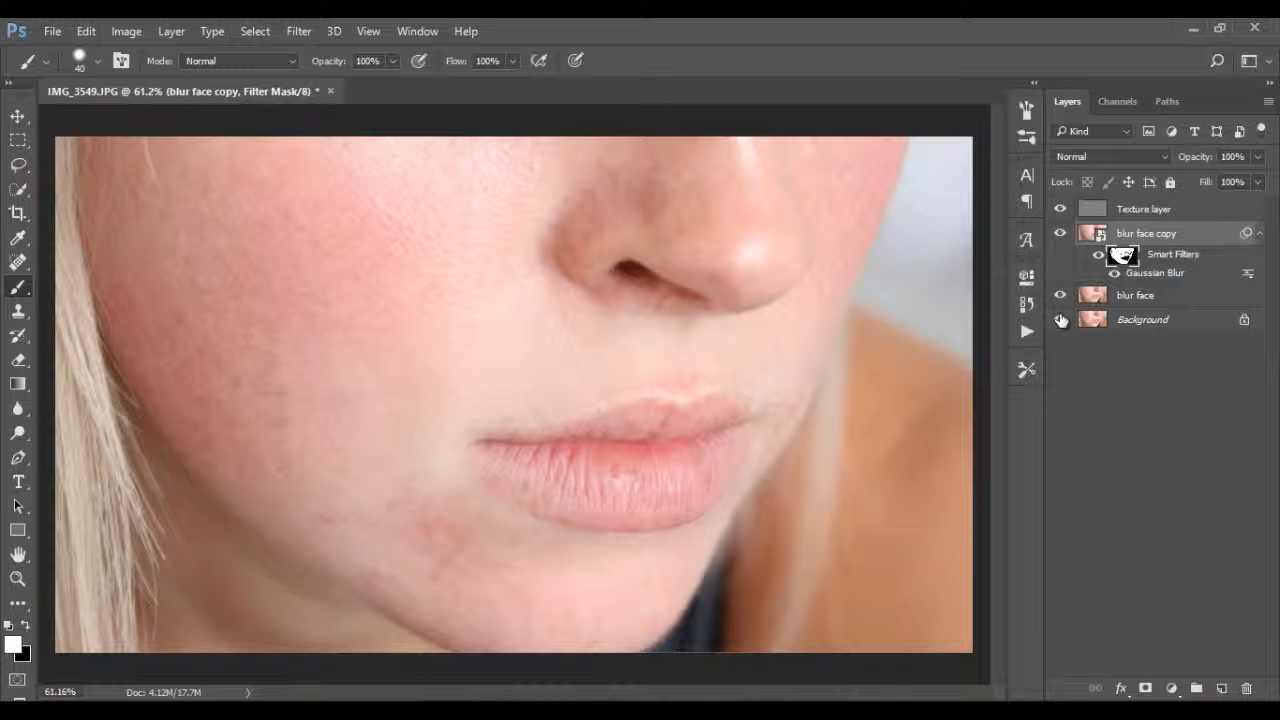 Ps File Edit Image Layer Type Select Filter 3D View Window Help
40 Mode: Normal Opacity: 100% Flow: 100%
IMG_3549.JPG @ 61.2% (blur face copy, Filter Mask/8) * ×
Layers Channels Paths
Kind
Normal Opacity: 100%
Lock: Fill: 100%
Texture layer
blur face copy
Smart Filters
Gaussian Blur
blur face
Background
61.16% Doc: 4.12M/17.7M